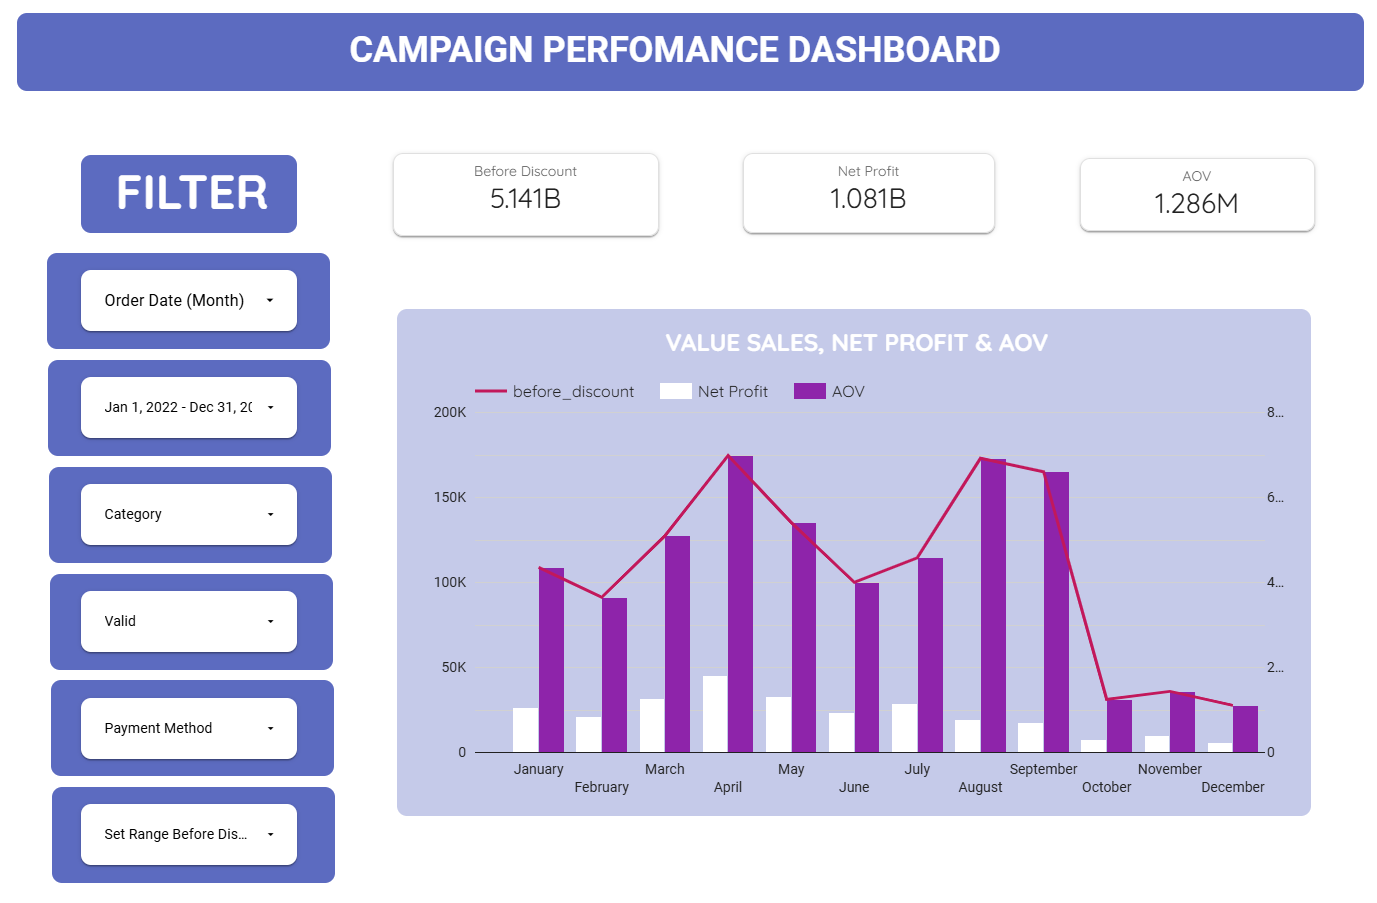 CAMPAIGN PERFOMANCE DASHBOARD
FILTER
Order Date (Month)
Jan 1, 2022 - Dec 31, 20
Category
Valid
Payment Method
Set Range Before Dis...
Before Discount
5.141B
Net Profit
1.081B
AOV
1.286M
VALUE SALES, NET PROFIT & AOV
before_discount Net Profit AOV
200K 8...
150K 6...
100K 4...
50K 2...
0 0
January March May July September November
February April June August October December